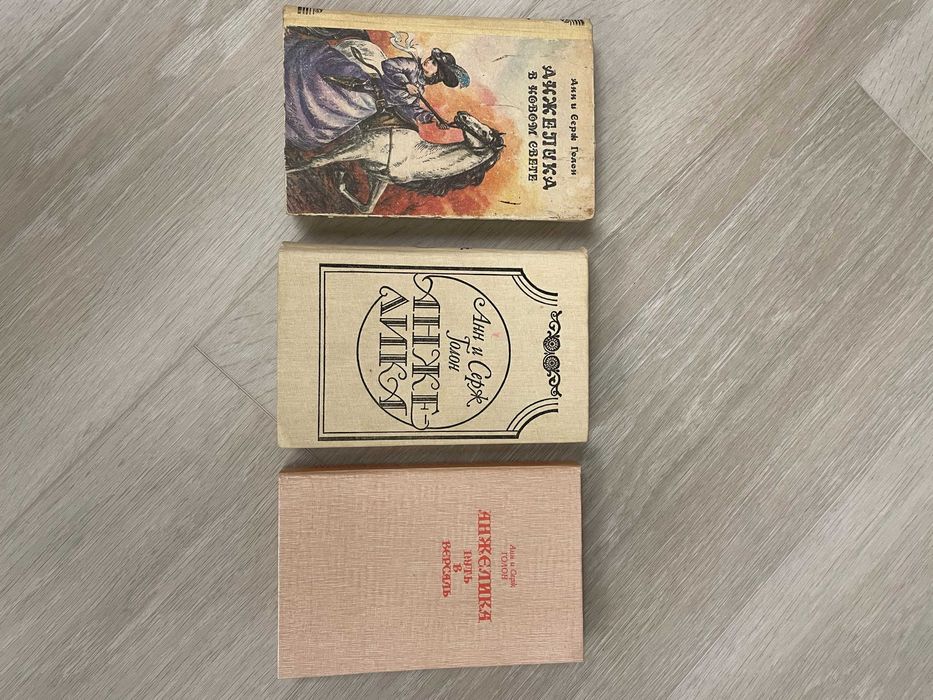 Анн и Серж Голон
АНЖЕЛИКА
В НОВОМ СВЕТЕ
Анн и Серж
Голон
АНЖЕ-
ЛИКА
Анн и Серж
ГОЛОН
АНЖЕЛИКА
ПУТЬ
В
ВЕРСАЛЬ